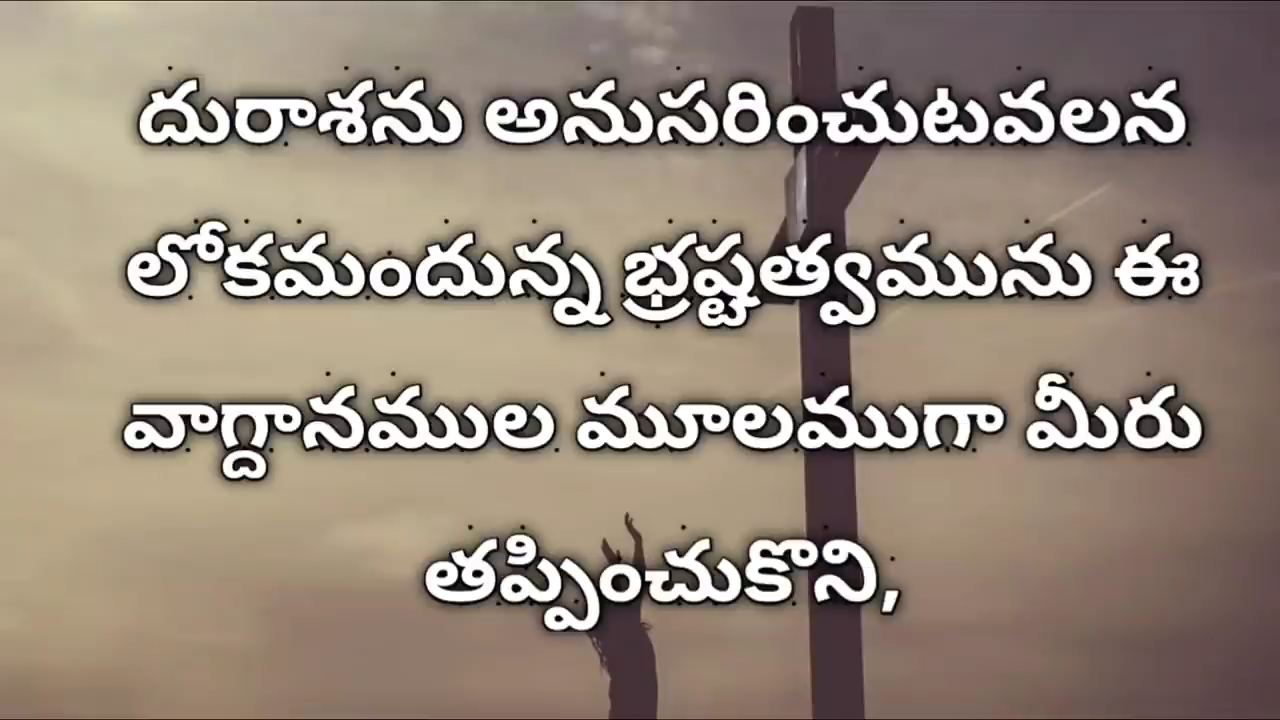 దురాశను అనుసరించుటవలన
లోకమందున్న భ్రష్టత్వమును ఈ
వాగ్దానముల మూలముగా మీరు
తప్పించుకొని,